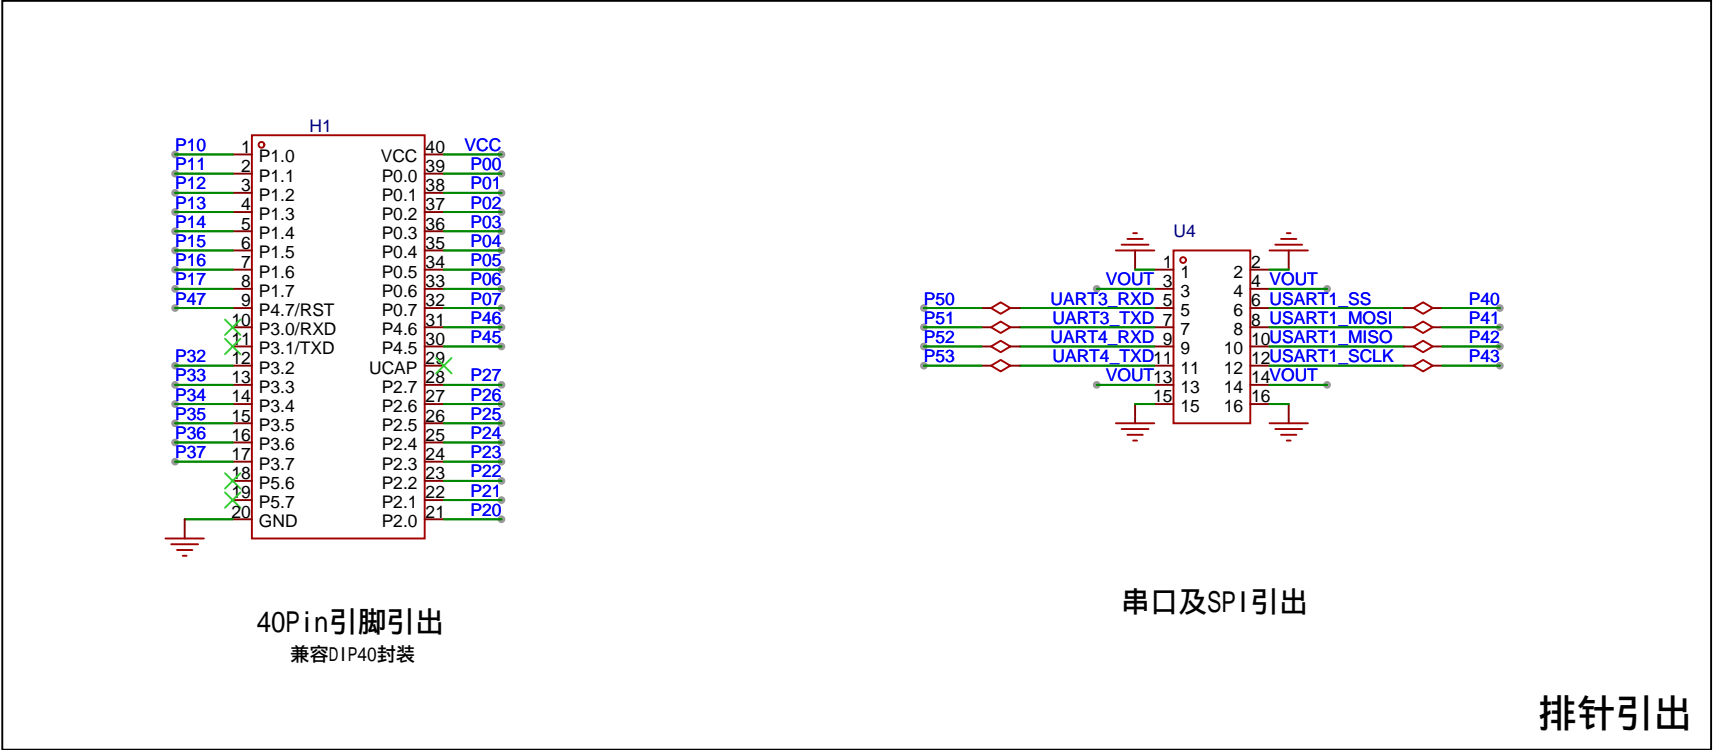 H1
P10 1 P1.0 VCC 40 VCC
P11 2 P1.1 P0.0 39 P00
P12 3 P1.2 P0.1 38 P01
P13 4 P1.3 P0.2 37 P02
P14 5 P1.4 P0.3 36 P03
P15 6 P1.5 P0.4 35 P04
P16 7 P1.6 P0.5 34 P05
P17 8 P1.7 P0.6 33 P06
P47 9 P4.7/RST P0.7 32 P07
10 P3.0/RXD P4.6 31 P46
11 P3.1/TXD P4.5 30 P45
P32 12 P3.2 UCAP 29
P33 13 P3.3 P2.7 28 P27
P34 14 P3.4 P2.6 27 P26
P35 15 P3.5 P2.5 26 P25
P36 16 P3.6 P2.4 25 P24
P37 17 P3.7 P2.3 24 P23
18 P5.6 P2.2 23 P22
19 P5.7 P2.1 22 P21
20 GND P2.0 21 P20
40Pin引脚引出
兼容DIP40封装
U4
1 1 2 2
VOUT 3 3 4 4 VOUT
P50 UART3_RXD 5 5 6 6 USART1_SS P40
P51 UART3_TXD 7 7 8 8 USART1_MOSI P41
P52 UART4_RXD 9 9 10 10 USART1_MISO P42
P53 UART4_TXD 11 11 12 12 USART1_SCLK P43
VOUT 13 13 14 14 VOUT
15 15 16 16
串口及SPI引出
排针引出